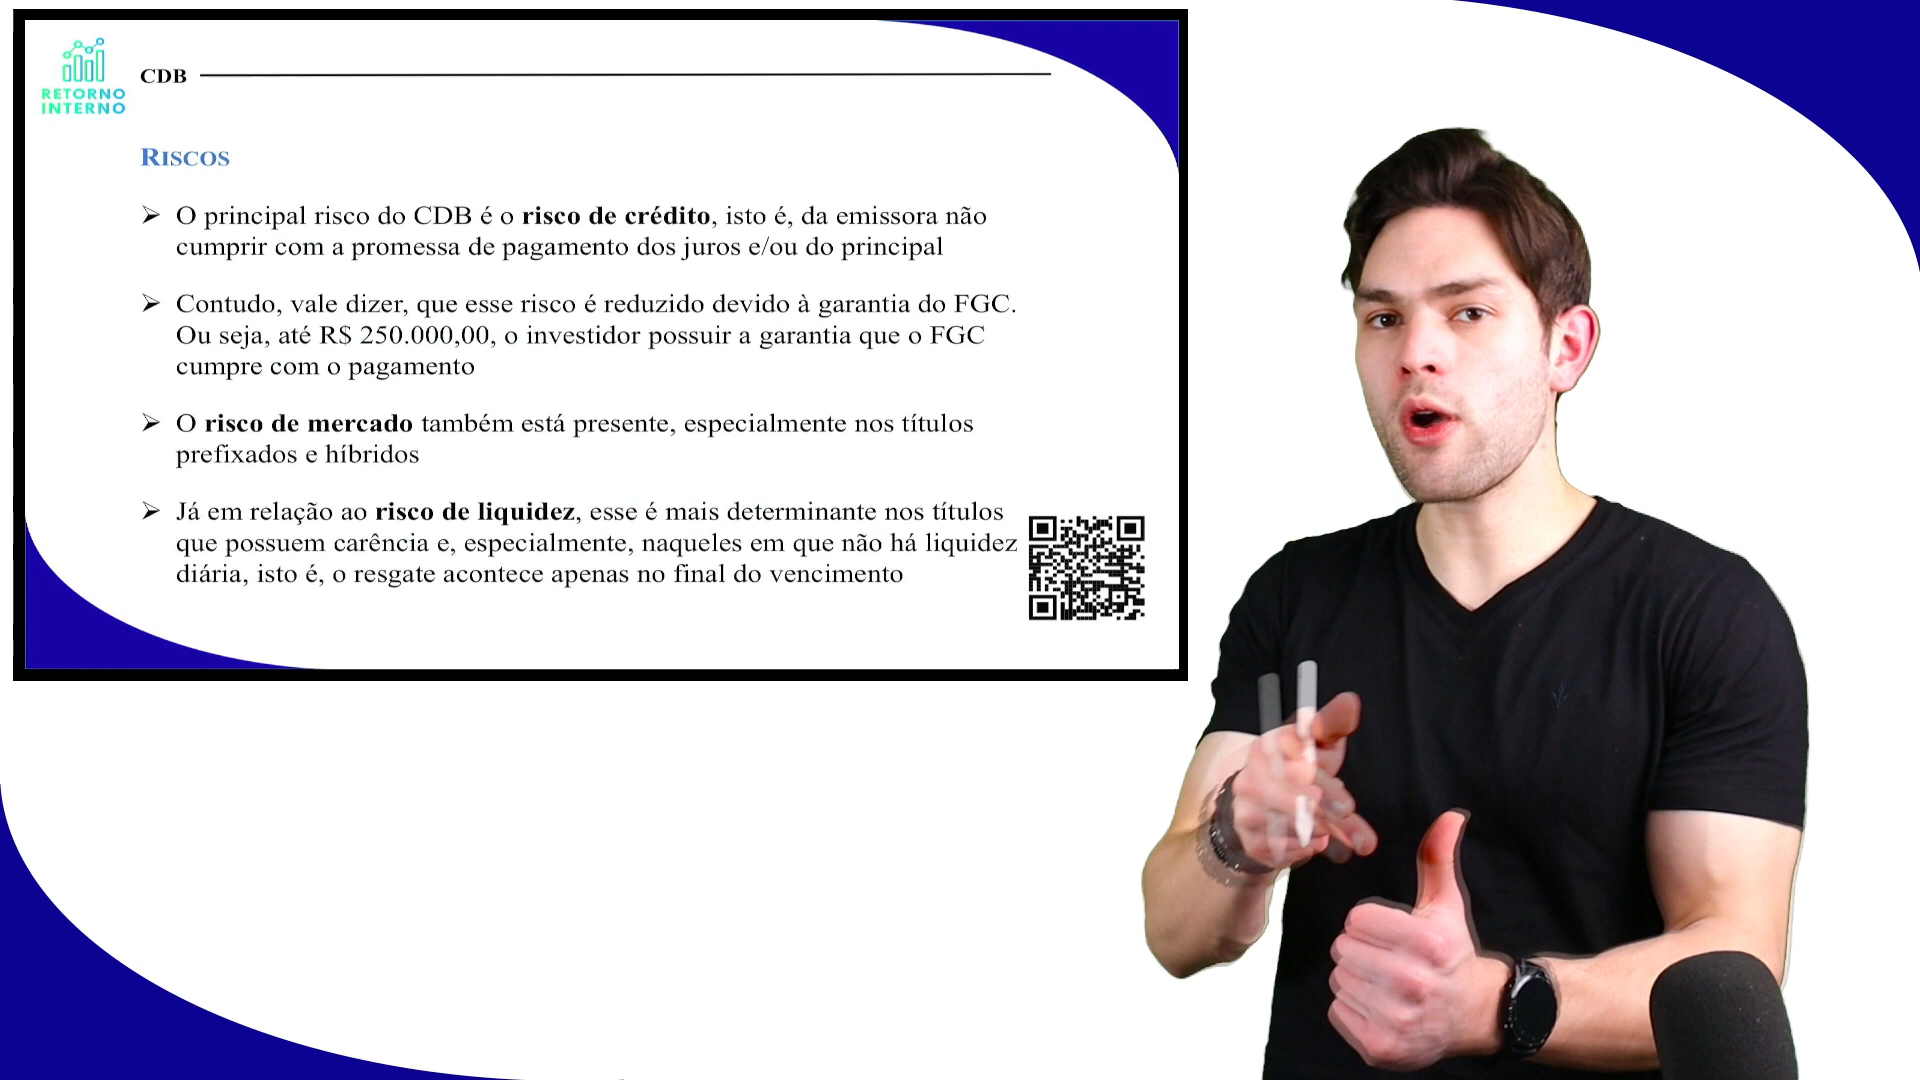 RETORNO
INTERNO
CDB
RISCOS
➢ O principal risco do CDB é o risco de crédito, isto é, da emissora não
cumprir com a promessa de pagamento dos juros e/ou do principal
➢ Contudo, vale dizer, que esse risco é reduzido devido à garantia do FGC.
Ou seja, até R$ 250.000,00, o investidor possuir a garantia que o FGC
cumpre com o pagamento
➢ O risco de mercado também está presente, especialmente nos títulos
prefixados e híbridos
➢ Já em relação ao risco de liquidez, esse é mais determinante nos títulos
que possuem carência e, especialmente, naqueles em que não há liquidez
diária, isto é, o resgate acontece apenas no final do vencimento